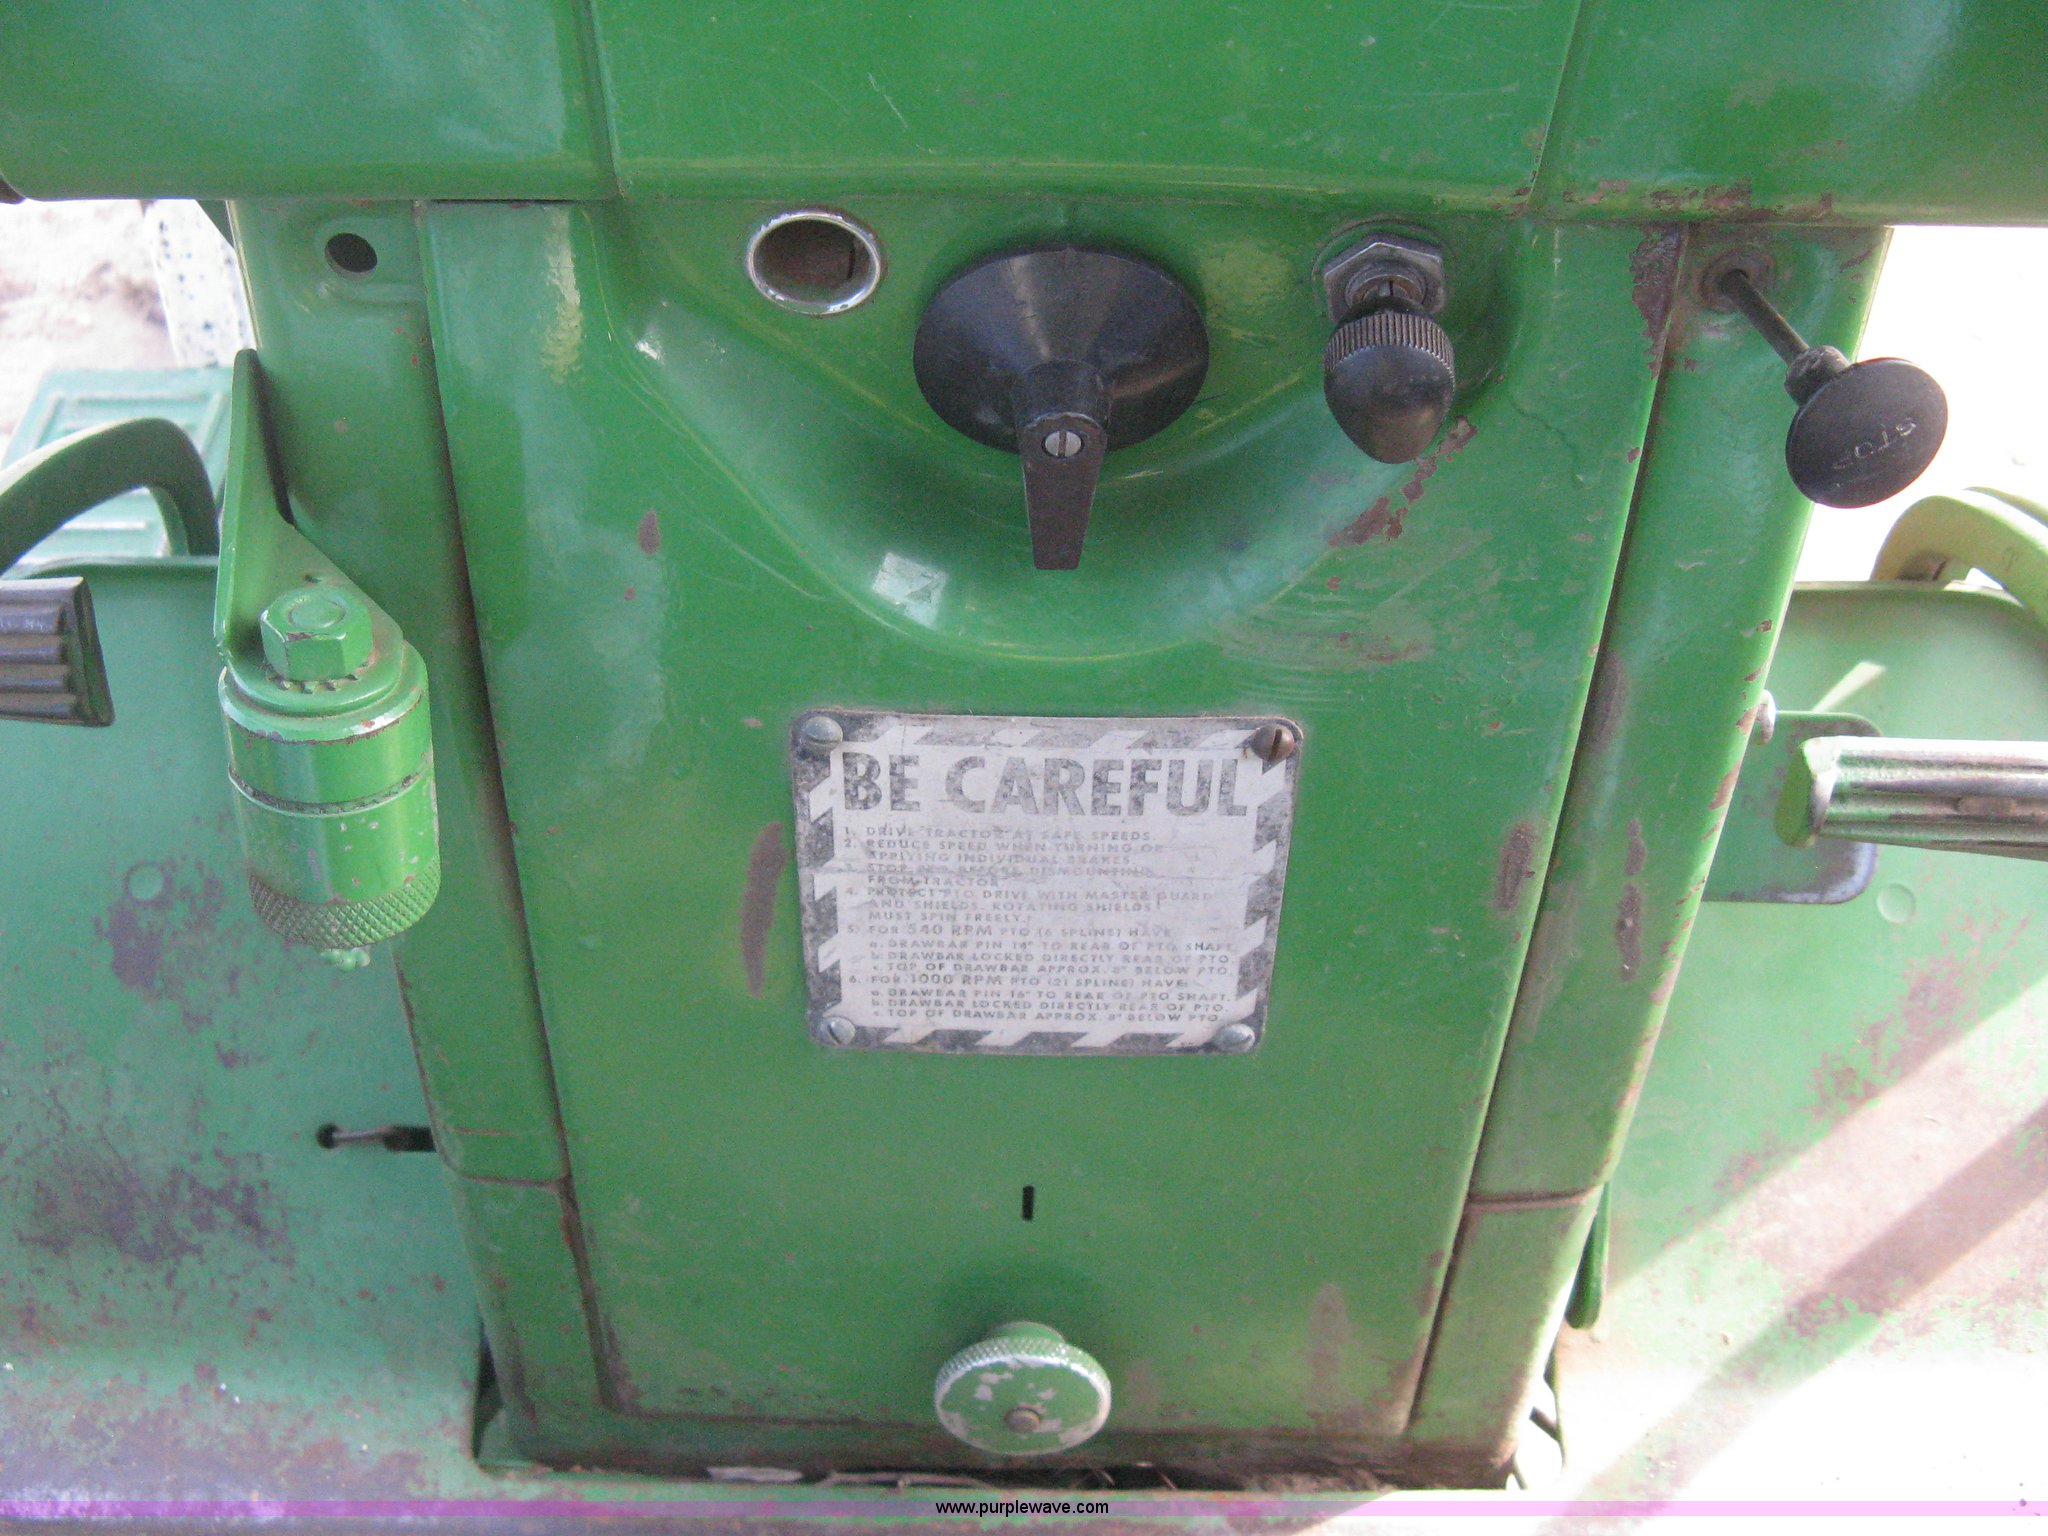 STOP
BE CAREFUL
1. DRIVE TRACTOR AT SAFE SPEEDS.
2. REDUCE SPEED WHEN TURNING OR
APPLYING INDIVIDUAL BRAKES.
3. STOP PTO BEFORE DISMOUNTING
FROM TRACTOR.
4. PROTECT PTO DRIVE WITH MASTER GUARD
AND SHIELDS. ROTATING SHIELDS
MUST SPIN FREELY.
5. FOR 540 RPM PTO (6 SPLINE) HAVE
a. DRAWBAR PIN 14" TO REAR OF PTO SHAFT.
b. DRAWBAR LOCKED DIRECTLY REAR OF PTO
c. TOP OF DRAWBAR APPROX. 8" BELOW PTO.
6. FOR 1000 RPM PTO (21 SPLINE) HAVE:
a. DRAWBAR PIN 16" TO REAR OF PTO SHAFT.
b. DRAWBAR LOCKED DIRECTLY REAR OF PTO.
c. TOP OF DRAWBAR APPROX. 8" BELOW PTO
www.purplewave.com